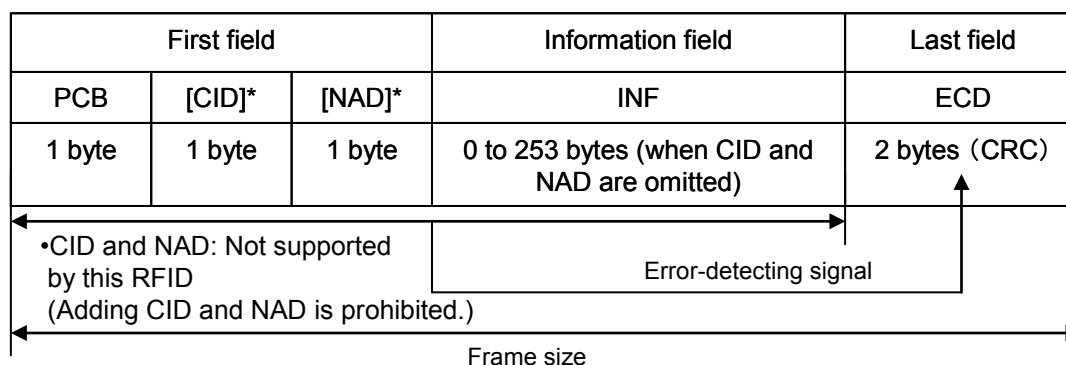 First field Information field Last field
PCB [CID]* [NAD]* INF ECD
1 byte 1 byte 1 byte 0 to 253 bytes (when CID and NAD are omitted) 2 bytes（CRC）
•CID and NAD: Not supported
by this RFID
(Adding CID and NAD is prohibited.)
Error-detecting signal
Frame size